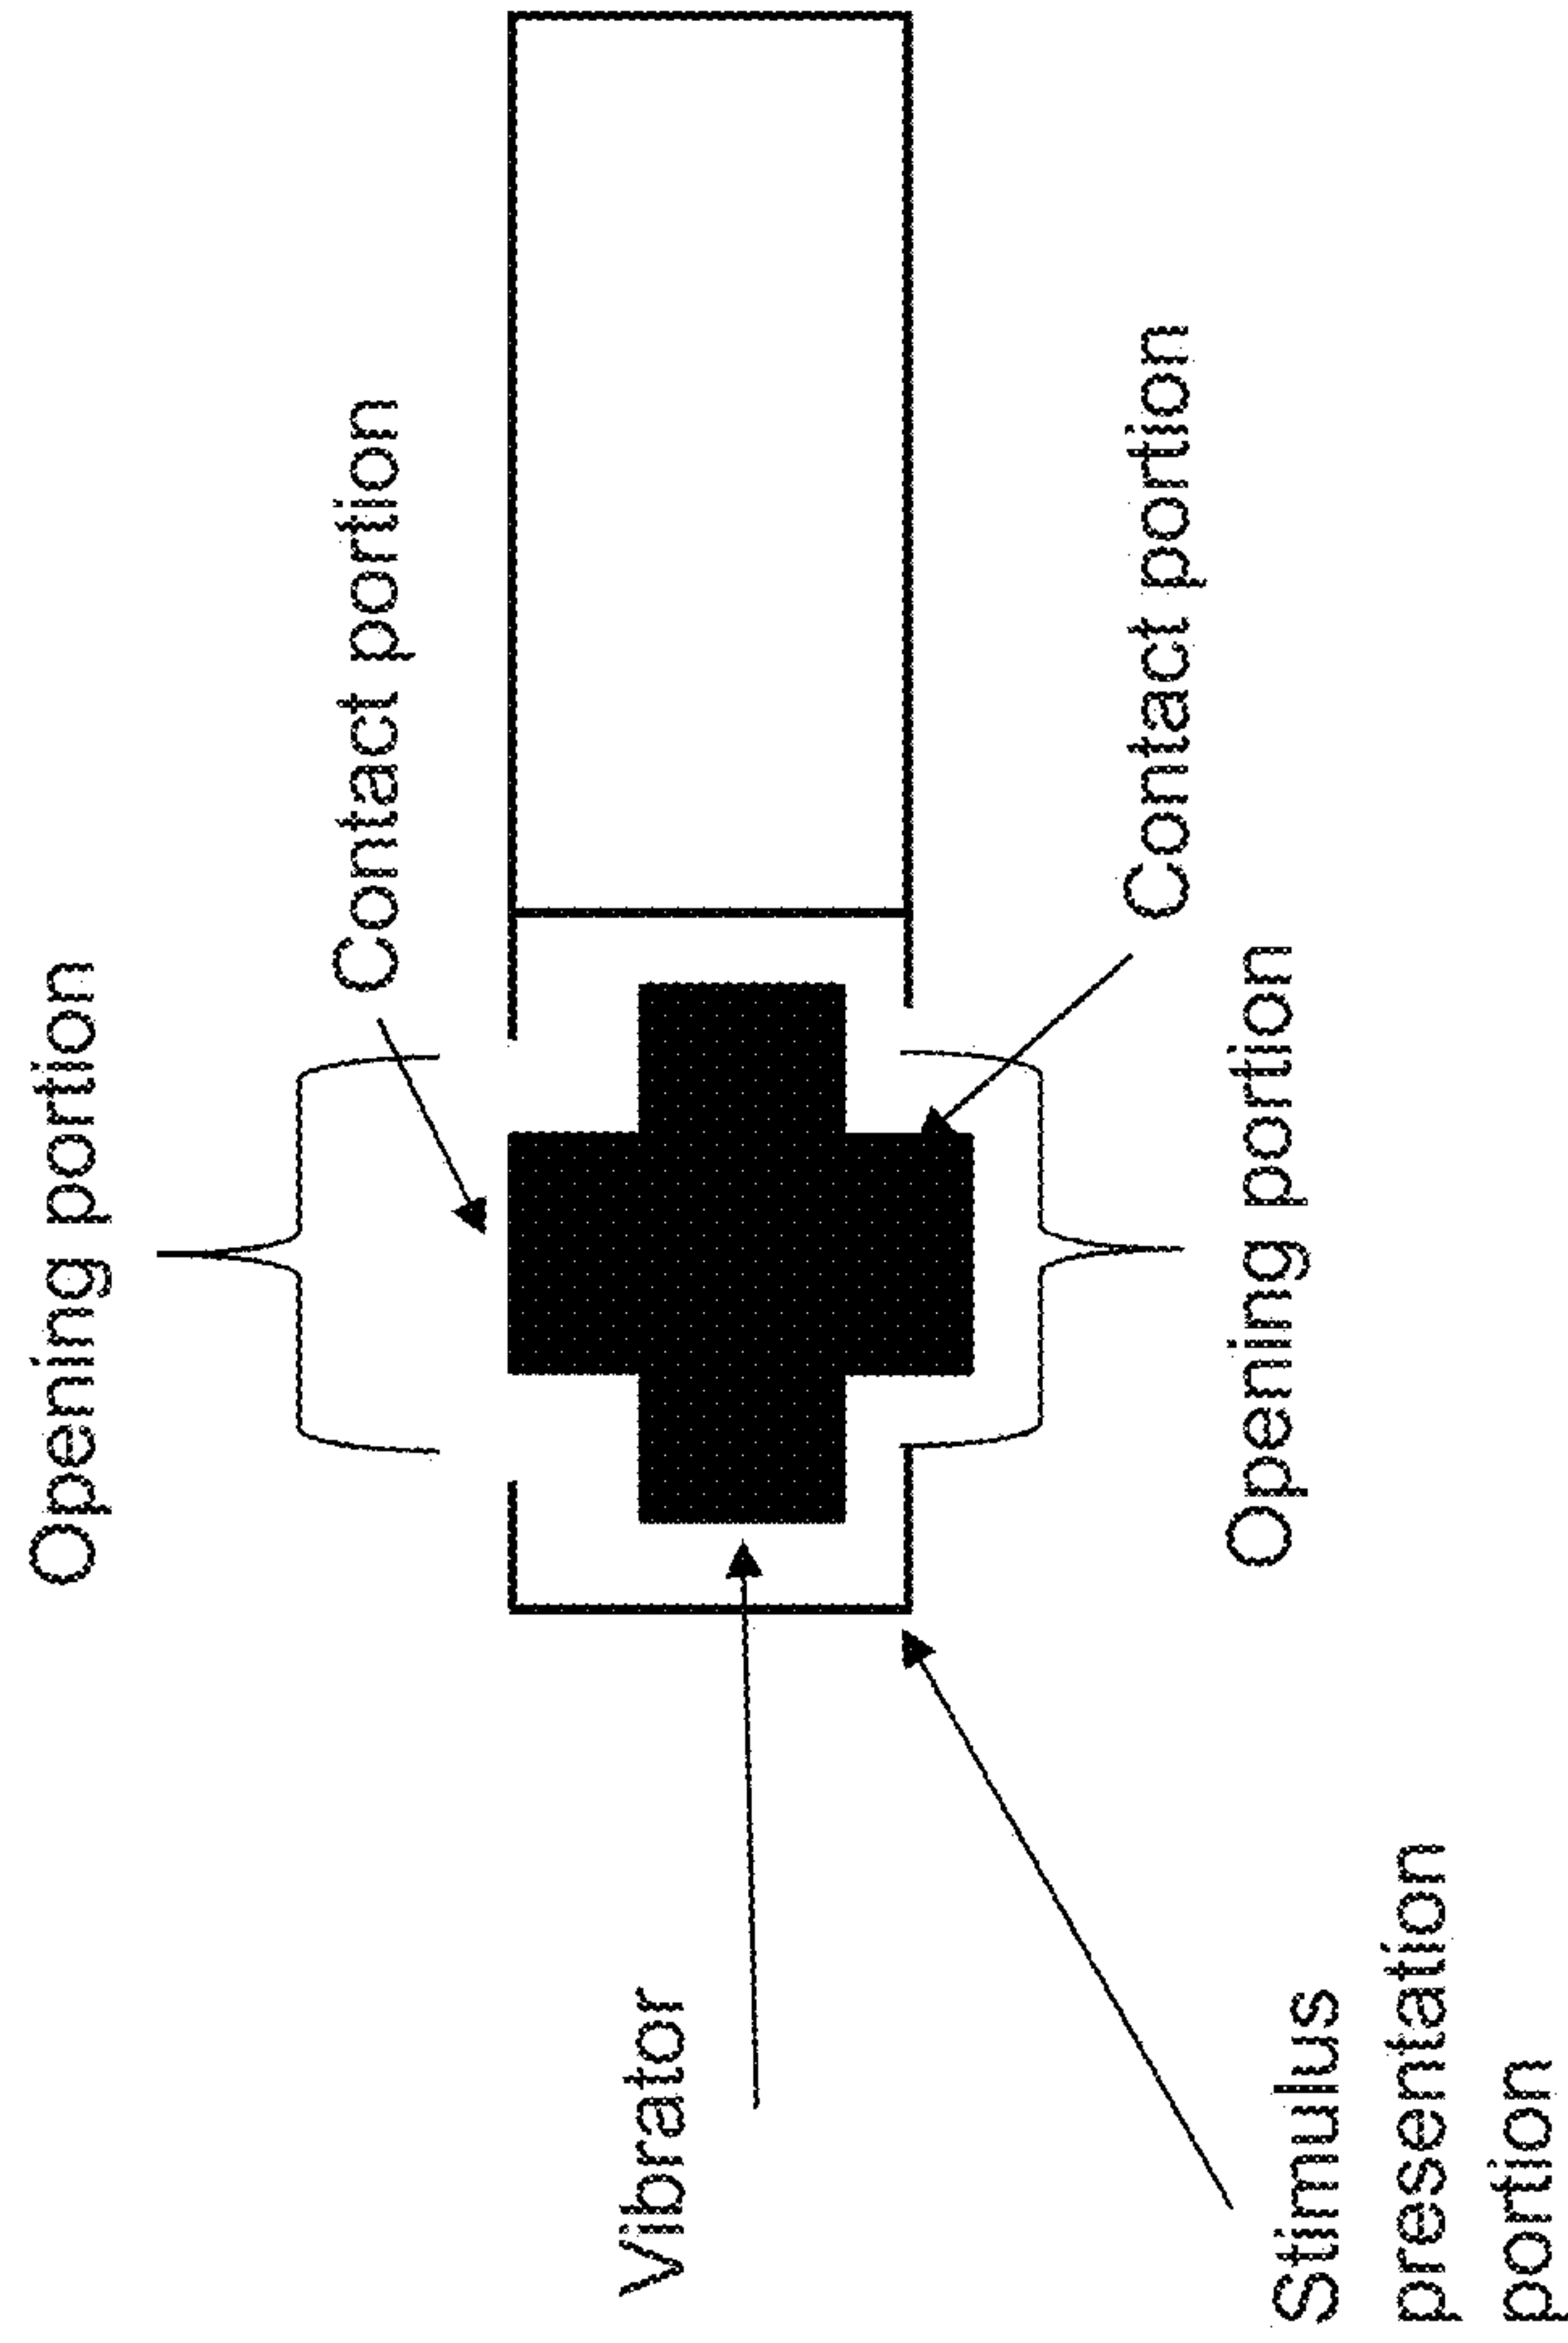 Opening portion
Contact portion
Vibrator
Contact portion
Opening portion
Stimulus
presentation
portion